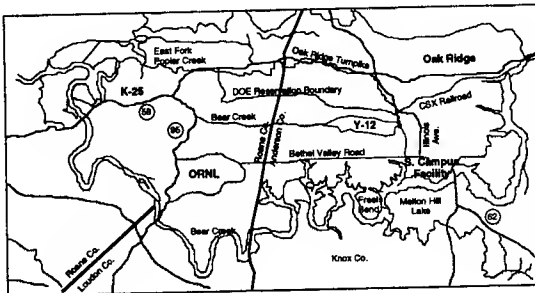 East Fork
Poplar Creek
Oak Ridge Turnpike
Oak Ridge
K-25
DOE Reservation Boundary
CSX Railroad
58
95
Bear Creek
Y-12
Illinois
Ave.
Roane Co.
Anderson Co.
Bethel Valley Road
S. Campus
Facility
ORNL
Freels
Bend
Melton Hill
Lake
62
Bear Creek
Roane Co.
Loudon Co.
Knox Co.